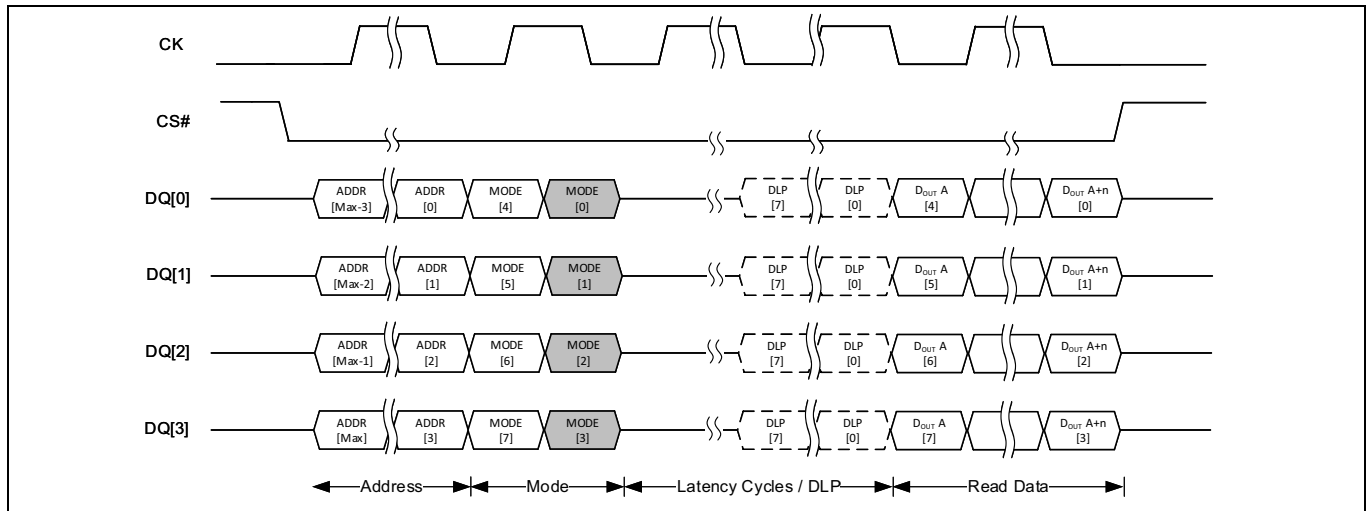 CK
CS#
DQ[0] ADDR [Max-3] ADDR [0] MODE [4] MODE [0] DLP [7] DLP [0] DOUT A [4] DOUT A+n [0]
DQ[1] ADDR [Max-2] ADDR [1] MODE [5] MODE [1] DLP [7] DLP [0] DOUT A [5] DOUT A+n [1]
DQ[2] ADDR [Max-1] ADDR [2] MODE [6] MODE [2] DLP [7] DLP [0] DOUT A [6] DOUT A+n [2]
DQ[3] ADDR [Max] ADDR [3] MODE [7] MODE [3] DLP [7] DLP [0] DOUT A [7] DOUT A+n [3]
Address Mode Latency Cycles / DLP Read Data